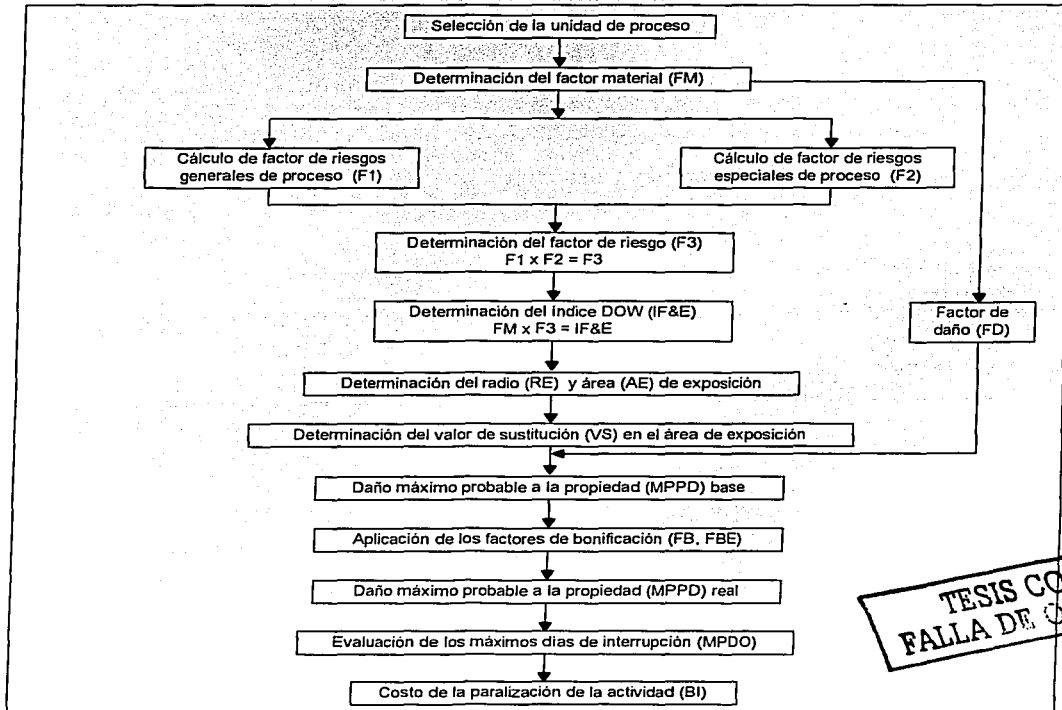 Selección de la unidad de proceso
Determinación del factor material (FM)
Cálculo de factor de riesgos
generales de proceso (F1)
Cálculo de factor de riesgos
especiales de proceso (F2)
Determinación del factor de riesgo (F3)
F1 x F2 = F3
Determinación del índice DOW (IF&E)
FM x F3 = IF&E
Factor de
daño (FD)
Determinación del radio (RE) y área (AE) de exposición
Determinación del valor de sustitución (VS) en el área de exposición
Daño máximo probable a la propiedad (MPPD) base
Aplicación de los factores de bonificación (FB, FBE)
Daño máximo probable a la propiedad (MPPD) real
Evaluación de los máximos días de interrupción (MPDO)
Costo de la paralización de la actividad (BI)
TESIS CO
FALLA DE